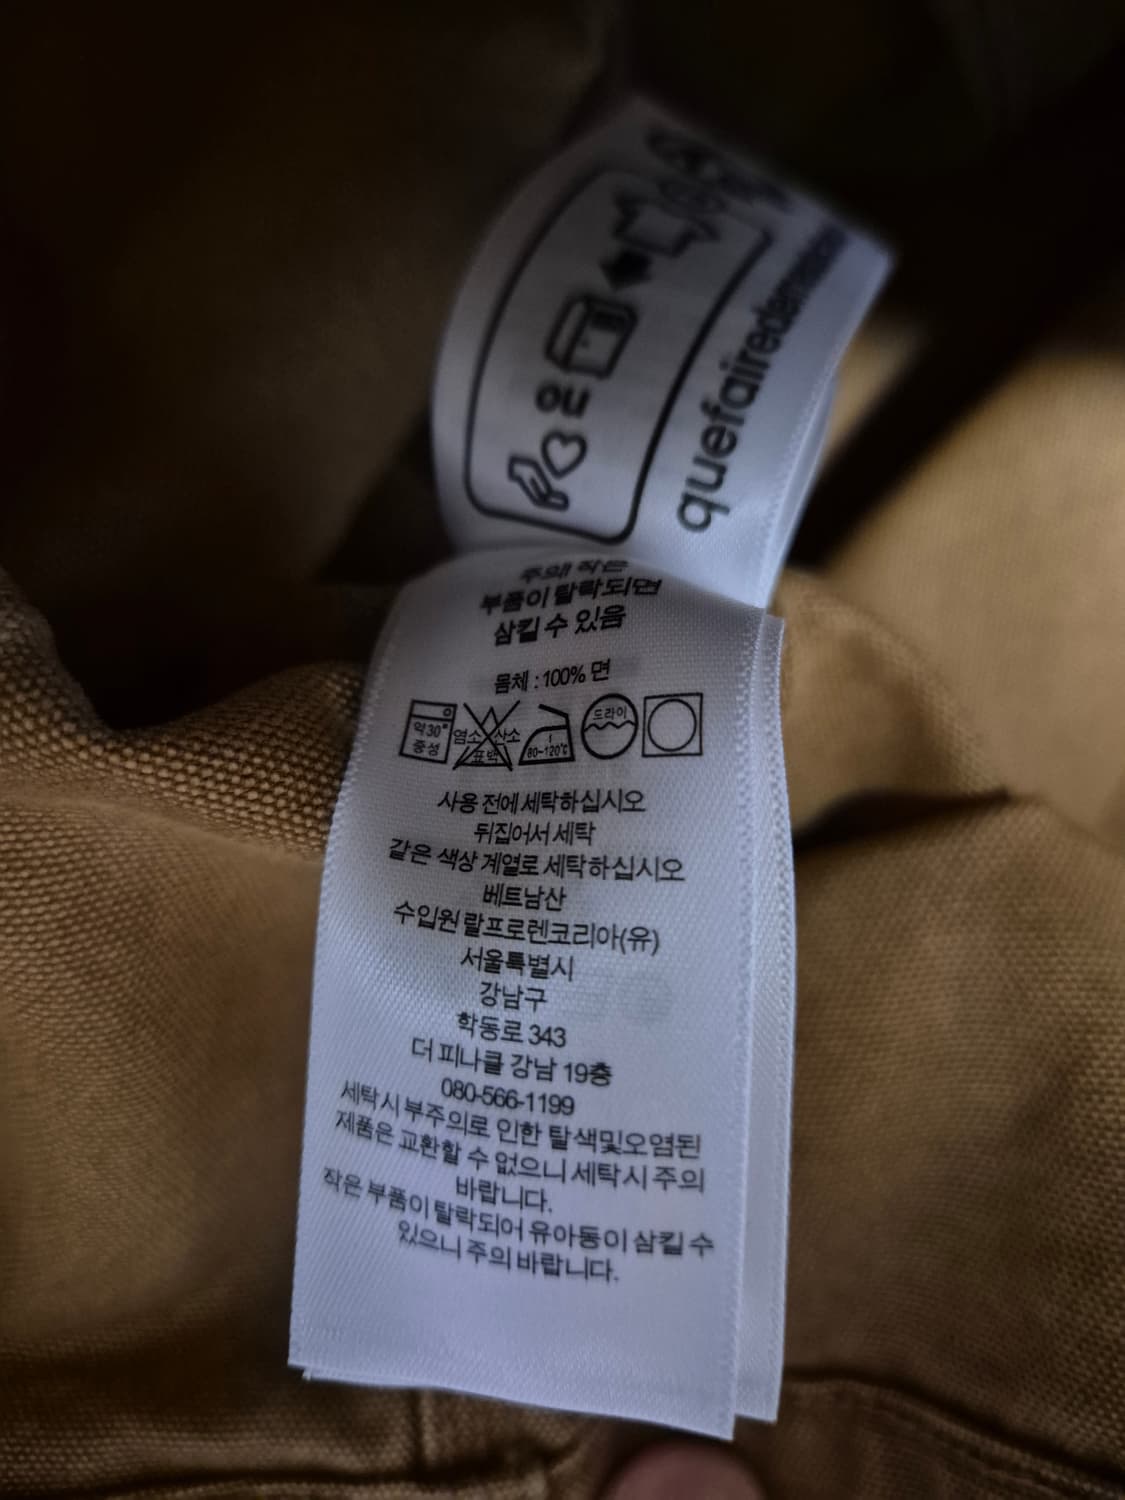 ou
quefairedemesdechets
주의! 작은
부품이 탈락되면
삼킬 수 있음
몸체 : 100% 면
약30°
중성
염소 산소
표백
80~120℃
드라이
사용 전에 세탁하십시오
뒤집어서 세탁
같은 색상 계열로 세탁하십시오
베트남산
수입원 랄프로렌코리아(유)
서울특별시
강남구
학동로 343
더 피나클 강남 19층
080-566-1199
세탁시 부주의로 인한 탈색및오염된
제품은 교환할 수 없으니 세탁시 주의
바랍니다.
작은 부품이 탈락되어 유아동이 삼킬 수
있으니 주의 바랍니다.